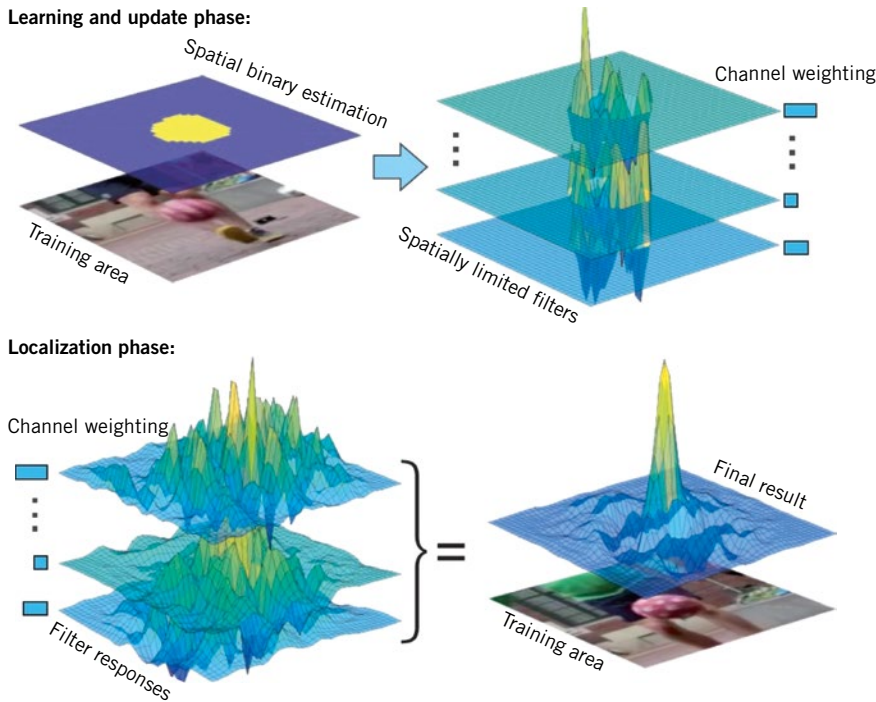 Learning and update phase:
Spatial binary estimation
Channel weighting
Training area
Spatially limited filters
Localization phase:
Channel weighting
Final result
Filter responses
Training area